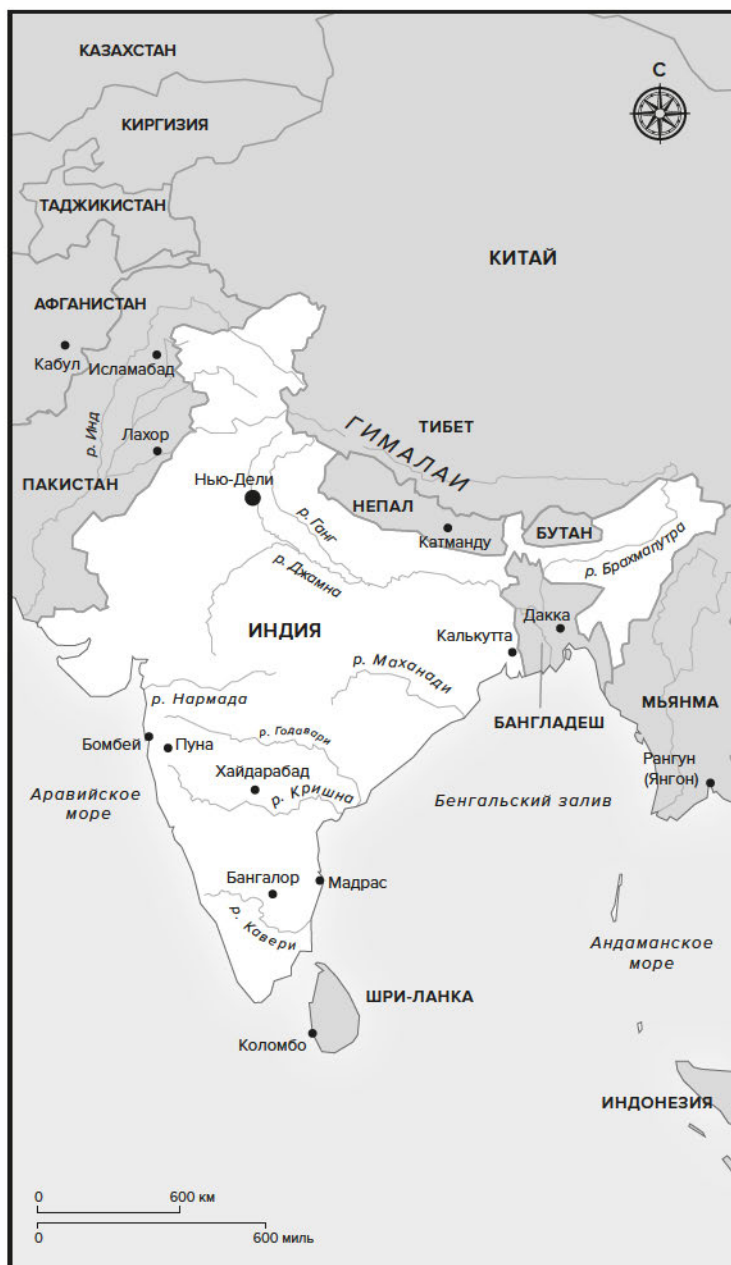 КАЗАХСТАН
С
КИРГИЗИЯ
ТАДЖИКИСТАН
КИТАЙ
АФГАНИСТАН
Кабул
Исламабад
р. Инд
Лахор
ТИБЕТ
ГИМАЛАИ
ПАКИСТАН
Нью-Дели
НЕПАЛ
Катманду
БУТАН
р. Ганг
р. Брахмапутра
р. Джамна
ИНДИЯ
Калькутта
Дакка
р. Маханади
р. Нармада
БАНГЛАДЕШ
МЬЯНМА
р. Годавари
Бомбей
Пуна
Хайдарабад
р. Кришна
Рангун
(Янгон)
Аравийское
море
Бенгальский залив
Бангалор
Мадрас
р. Кавери
Андаманское
море
ШРИ-ЛАНКА
Коломбо
ИНДОНЕЗИЯ
0 600 км
0 600 миль